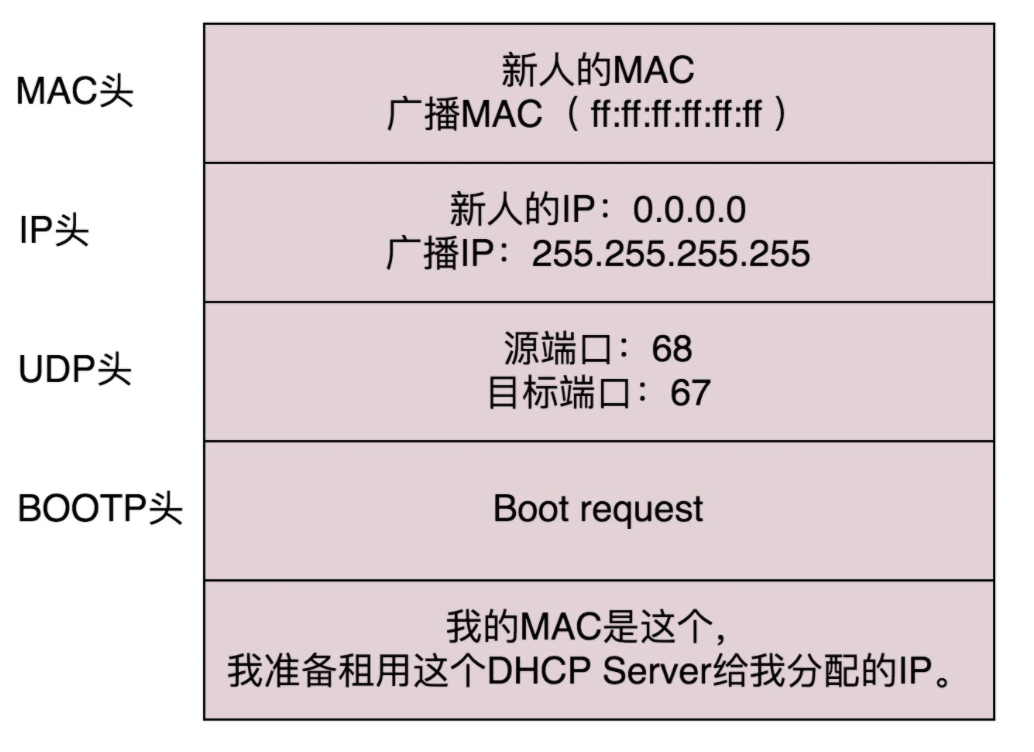 MAC头
新人的MAC
广播MAC（ff:ff:ff:ff:ff:ff）
IP头
新人的IP：0.0.0.0
广播IP：255.255.255.255
UDP头
源端口：68
目标端口：67
BOOTP头
Boot request
我的MAC是这个，
我准备租用这个DHCP Server给我分配的IP。